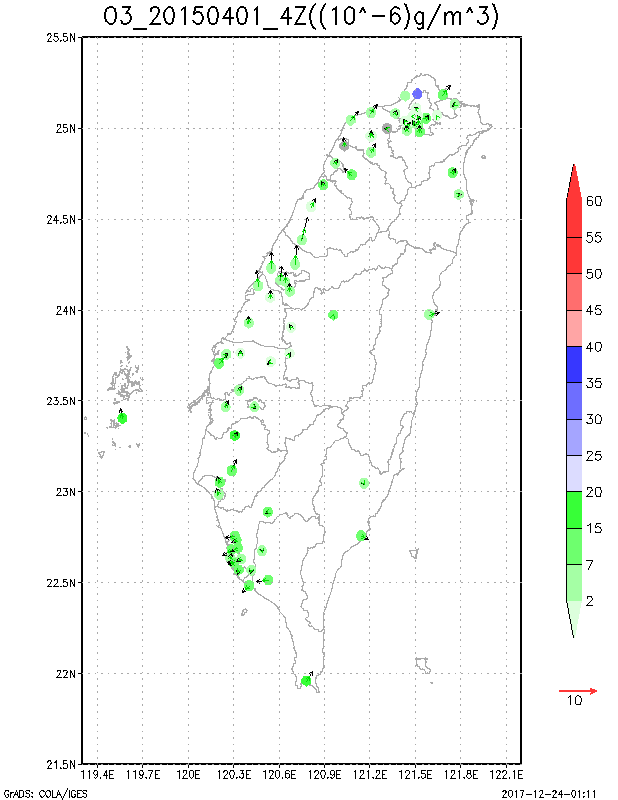 O3_20150401_4Z((10^-6)g/m^3)
25.5N
25N
24.5N
24N
23.5N
23N
22.5N
22N
21.5N
119.4E 119.7E 120E 120.3E 120.6E 120.9E 121.2E 121.5E 121.8E 122.1E
60
55
50
45
40
35
30
25
20
15
7
2
10
GrADS: COLA/IGES
2017-12-24-01:11